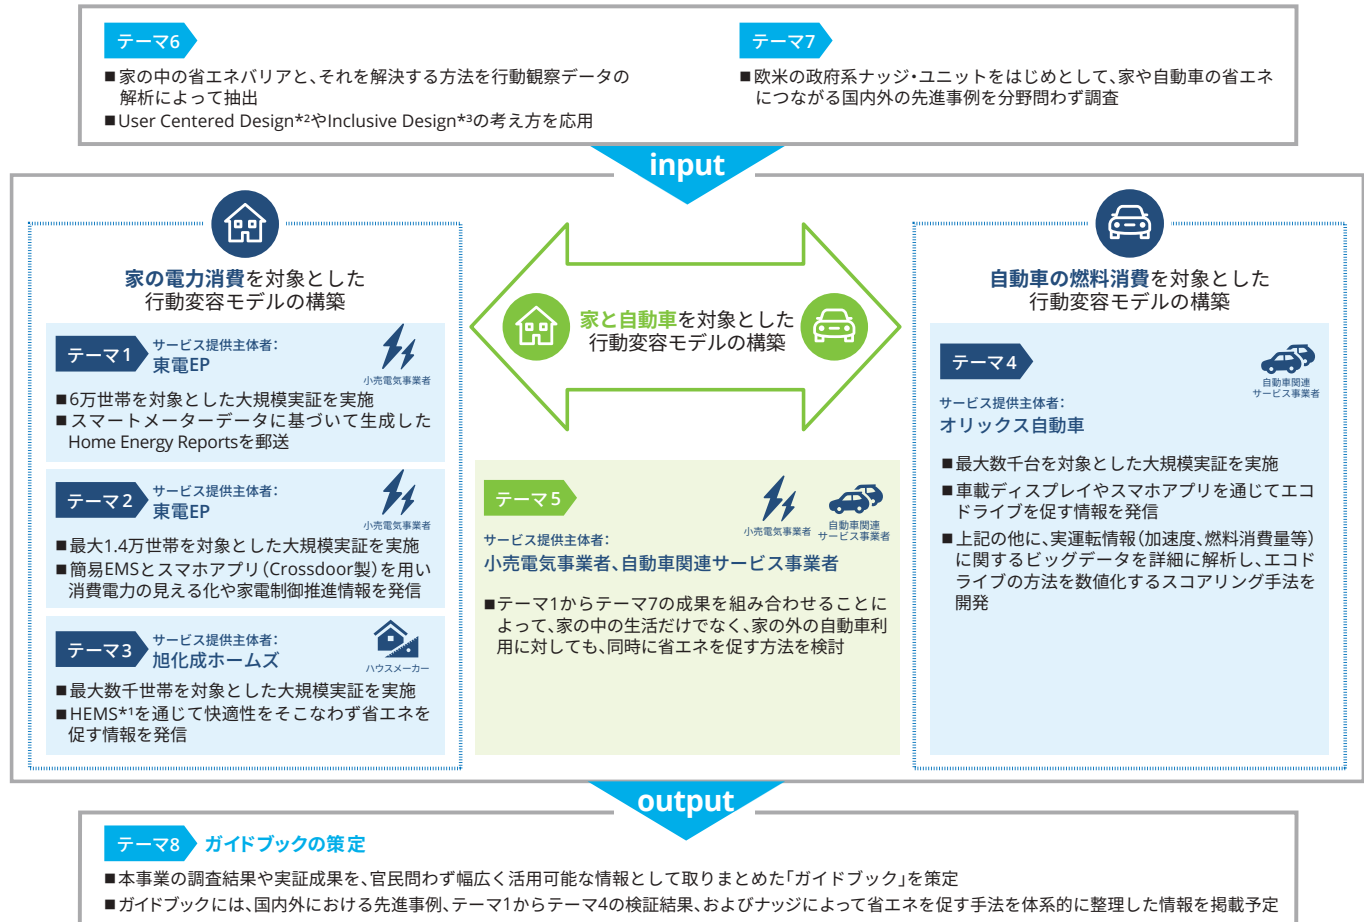 テーマ6
■家の中の省エネバリアと、それを解決する方法を行動観察データの
解析によって抽出
■User Centered Design*²やInclusive Design*³の考え方を応用
テーマ7
■欧米の政府系ナッジ・ユニットをはじめとして、家や自動車の省エネ
につながる国内外の先進事例を分野問わず調査
input
家の電力消費を対象とした
行動変容モデルの構築
テーマ1
サービス提供主体者：
東電EP
小売電気事業者
■6万世帯を対象とした大規模実証を実施
■スマートメーターデータに基づいて生成した
Home Energy Reportsを郵送
テーマ2
サービス提供主体者：
東電EP
小売電気事業者
■最大1.4万世帯を対象とした大規模実証を実施
■簡易EMSとスマホアプリ（Crossdoor製）を用い
消費電力の見える化や家電制御推進情報を発信
テーマ3
サービス提供主体者：
旭化成ホームズ
ハウスメーカー
■最大数千世帯を対象とした大規模実証を実施
■HEMS*¹を通じて快適性をそこなわず省エネを
促す情報を発信
家と自動車を対象とした
行動変容モデルの構築
テーマ5
小売電気事業者
自動車関連
サービス事業者
サービス提供主体者：
小売電気事業者、自動車関連サービス事業者
■テーマ1からテーマ7の成果を組み合わせることに
よって、家の中の生活だけでなく、家の外の自動車利
用に対しても、同時に省エネを促す方法を検討
自動車の燃料消費を対象とした
行動変容モデルの構築
テーマ4
自動車関連
サービス事業者
サービス提供主体者：
オリックス自動車
■最大数千台を対象とした大規模実証を実施
■車載ディスプレイやスマホアプリを通じてエコ
ドライブを促す情報を発信
■上記の他に、実運転情報（加速度、燃料消費量等）
に関するビッグデータを詳細に解析し、エコド
ライブの方法を数値化するスコアリング手法を
開発
output
テーマ8 ガイドブックの策定
■本事業の調査結果や実証成果を、官民問わず幅広く活用可能な情報として取りまとめた「ガイドブック」を策定
■ガイドブックには、国内外における先進事例、テーマ1からテーマ4の検証結果、およびナッジによって省エネを促す手法を体系的に整理した情報を掲載予定